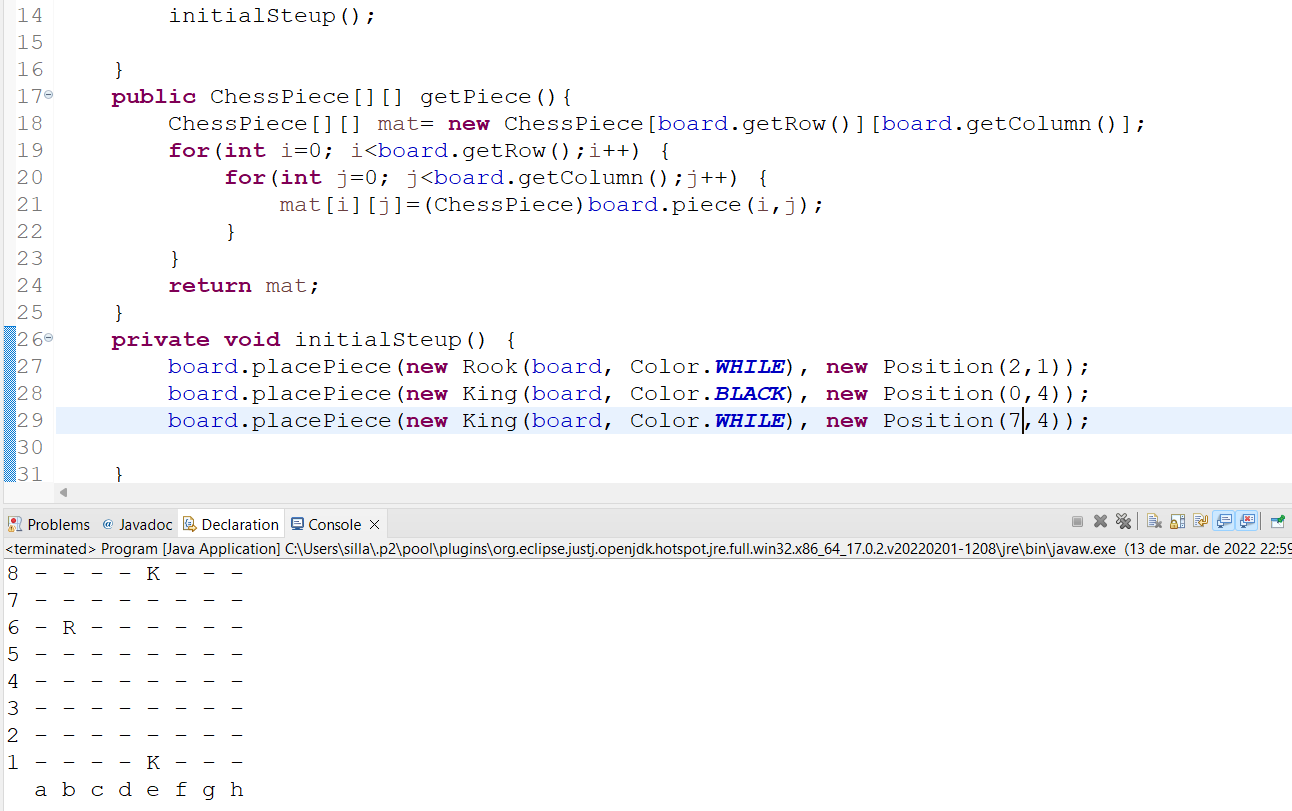 14 initialSteup();
15
16 }
17 public ChessPiece[][] getPiece(){
18 ChessPiece[][] mat= new ChessPiece[board.getRow()][board.getColumn()];
19 for(int i=0; i<board.getRow();i++) {
20 for(int j=0; j<board.getColumn();j++) {
21 mat[i][j]=(ChessPiece)board.piece(i,j);
22 }
23 }
24 return mat;
25 }
26 private void initialSteup() {
27 board.placePiece(new Rook(board, Color.WHILE), new Position(2,1));
28 board.placePiece(new King(board, Color.BLACK), new Position(0,4));
29 board.placePiece(new King(board, Color.WHILE), new Position(7,4));
30
31 }
Problems @ Javadoc Declaration Console
<terminated> Program [Java Application] C:\Users\silla\.p2\pool\plugins\org.eclipse.justj.openjdk.hotspot.jre.full.win32.x86_64_17.0.2.v20220201-1208\jre\bin\javaw.exe (13 de mar. de 2022 22:59
8 - - - - K - - -
7 - - - - - - - -
6 - R - - - - - -
5 - - - - - - - -
4 - - - - - - - -
3 - - - - - - - -
2 - - - - - - - -
1 - - - - K - - -
a b c d e f g h